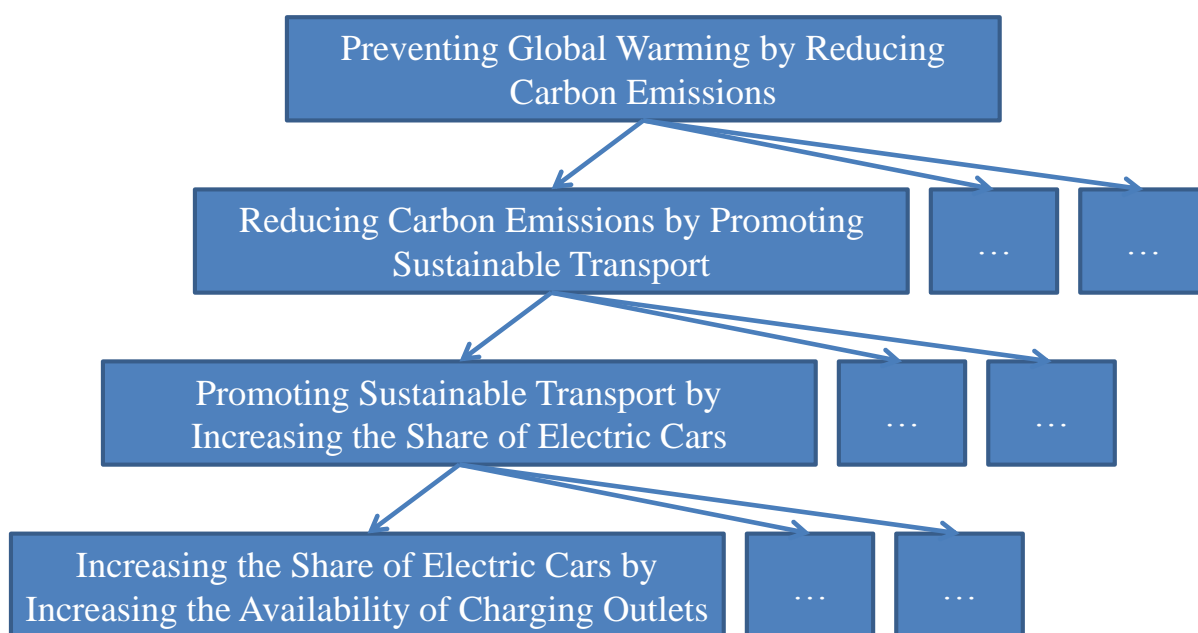 Preventing Global Warming by Reducing
Carbon Emissions
Reducing Carbon Emissions by Promoting
Sustainable Transport
…
…
Promoting Sustainable Transport by
Increasing the Share of Electric Cars
…
…
Increasing the Share of Electric Cars by
Increasing the Availability of Charging Outlets
…
…